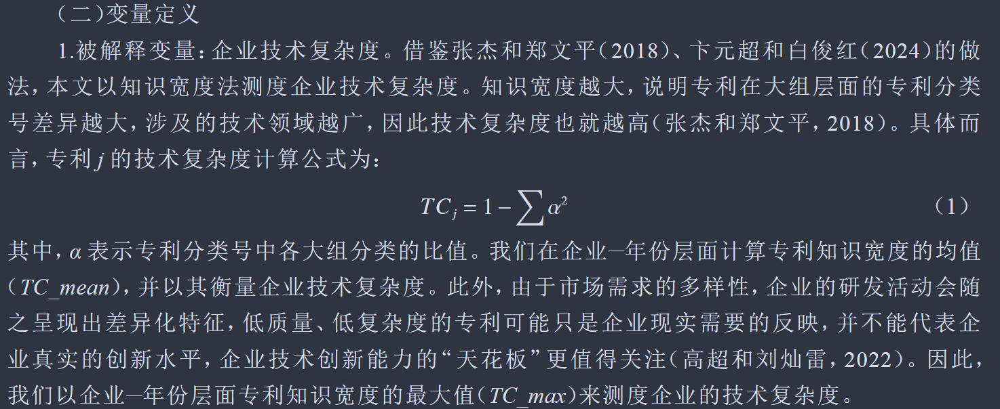 （二）变量定义
1.被解释变量：企业技术复杂度。借鉴张杰和郑文平（2018）、卞元超和白俊红（2024）的做
法，本文以知识宽度法测度企业技术复杂度。知识宽度越大，说明专利在大组层面的专利分类
号差异越大，涉及的技术领域越广，因此技术复杂度也就越高（张杰和郑文平，2018）。具体而
言，专利 j 的技术复杂度计算公式为：
TCj = 1 − ∑α² （1）
其中，α 表示专利分类号中各大组分类的比值。我们在企业—年份层面计算专利知识宽度的均值
（TC_mean），并以其衡量企业技术复杂度。此外，由于市场需求的多样性，企业的研发活动会随
之呈现出差异化特征，低质量、低复杂度的专利可能只是企业现实需要的反映，并不能代表企
业真实的创新水平，企业技术创新能力的“天花板”更值得关注（高超和刘灿雷，2022）。因此，
我们以企业—年份层面专利知识宽度的最大值（TC_max）来测度企业的技术复杂度。